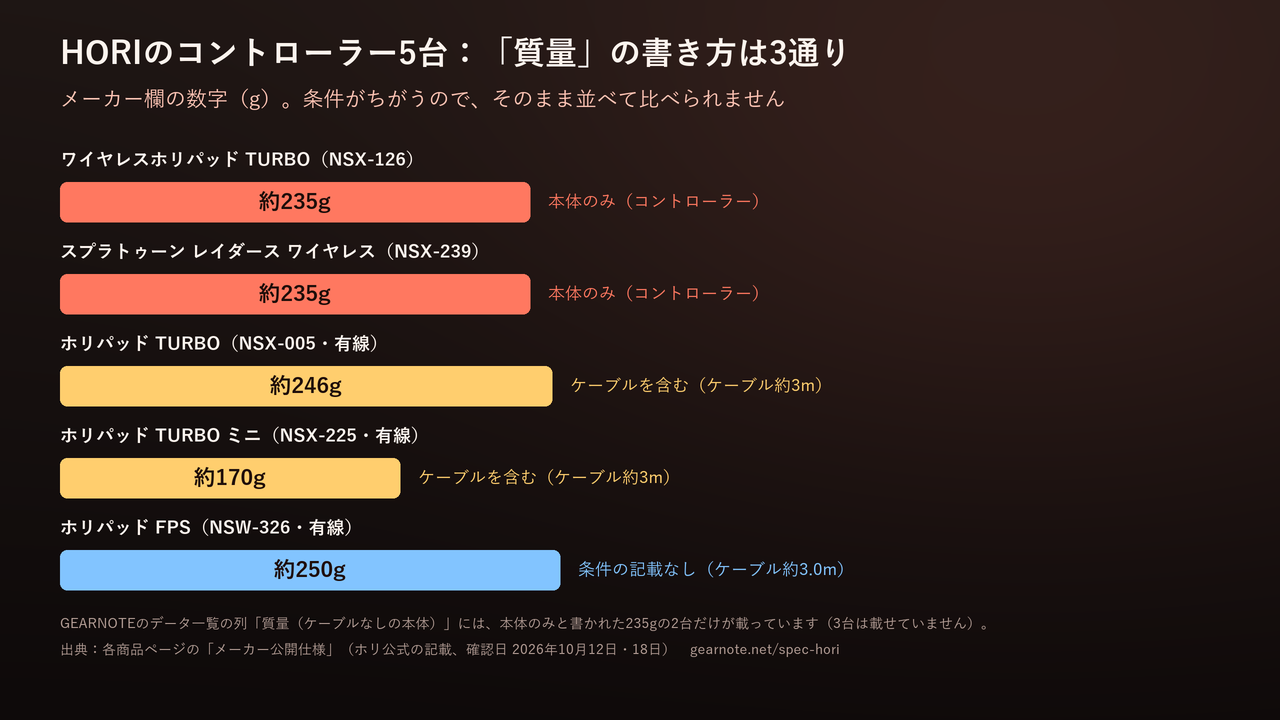 HORIのコントローラー5台：「質量」の書き方は3通り
メーカー欄の数字（g）。条件がちがうので、そのまま並べて比べられません
ワイヤレスホリパッド TURBO（NSX-126）
約235g
本体のみ（コントローラー）
スプラトゥーン レイダース ワイヤレス（NSX-239）
約235g
本体のみ（コントローラー）
ホリパッド TURBO（NSX-005・有線）
約246g
ケーブルを含む（ケーブル約3m）
ホリパッド TURBO ミニ（NSX-225・有線）
約170g
ケーブルを含む（ケーブル約3m）
ホリパッド FPS（NSW-326・有線）
約250g
条件の記載なし（ケーブル約3.0m）
GEARNOTEのデータ一覧の列「質量（ケーブルなしの本体）」には、本体のみと書かれた235gの2台だけが載っています（3台は載せていません）。
出典：各商品ページの「メーカー公開仕様」（ホリ公式の記載、確認日 2026年10月12日・18日） gearnote.net/spec-hori